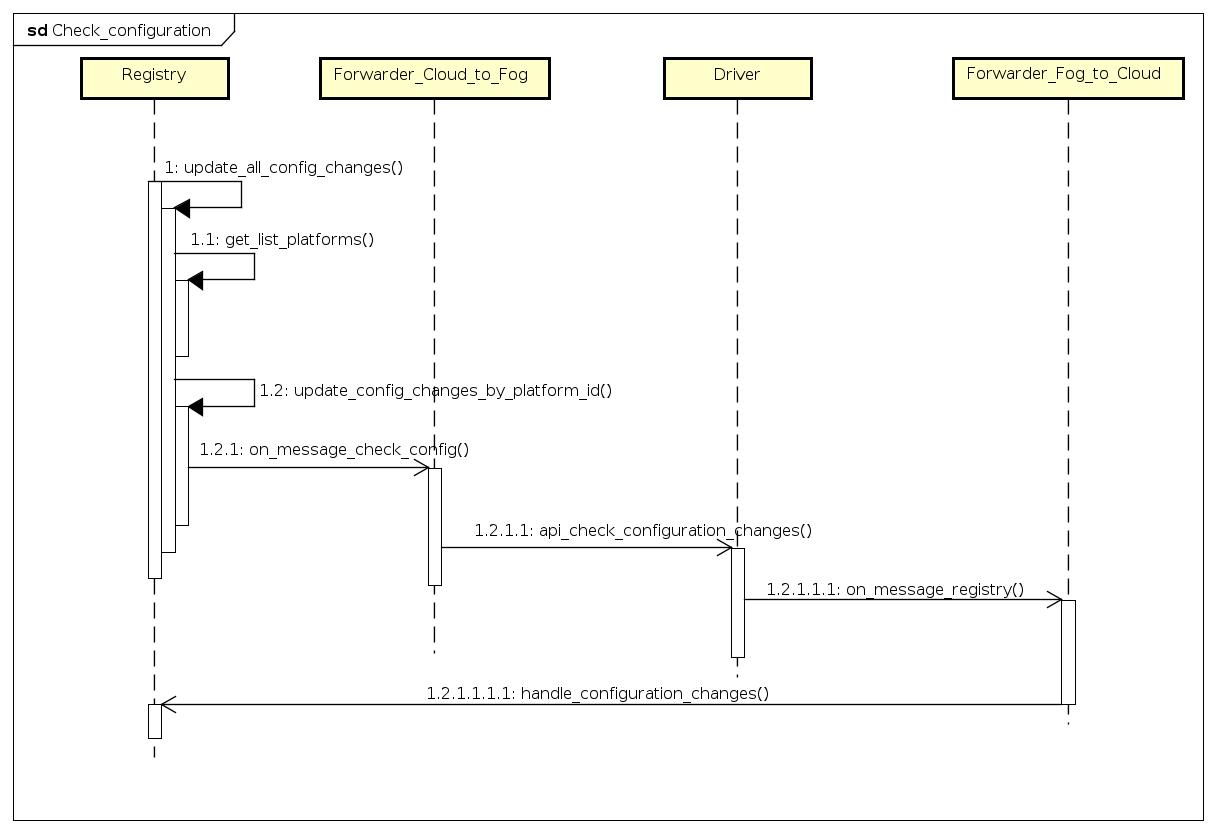 sd Check_configuration
Registry
Forwarder_Cloud_to_Fog
Driver
Forwarder_Fog_to_Cloud
1: update_all_config_changes()
1.1: get_list_platforms()
1.2: update_config_changes_by_platform_id()
1.2.1: on_message_check_config()
1.2.1.1: api_check_configuration_changes()
1.2.1.1.1: on_message_registry()
1.2.1.1.1.1: handle_configuration_changes()